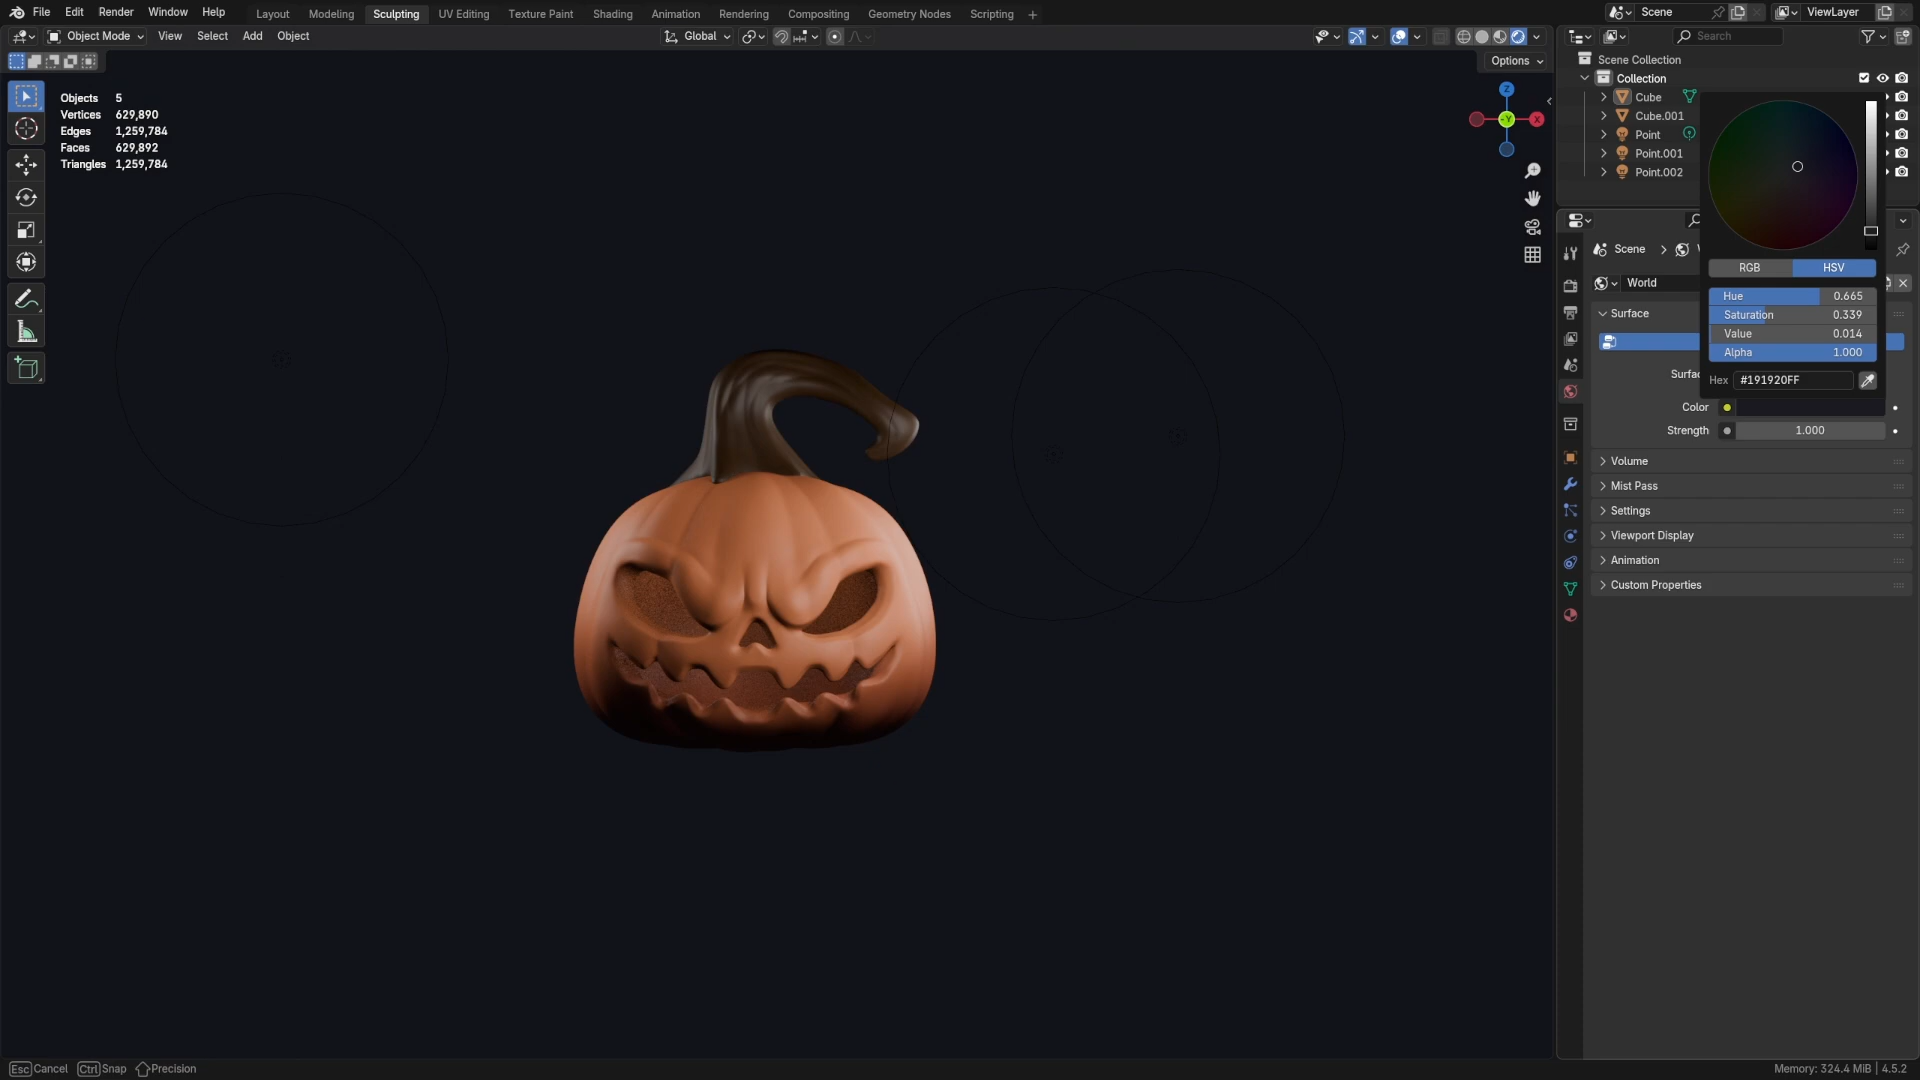 File Edit Render Window Help
Layout Modeling Sculpting UV Editing Texture Paint Shading Animation Rendering Compositing Geometry Nodes Scripting +
Scene
ViewLayer
Object Mode View Select Add Object
Global
Options
Search
Objects 5
Vertices 629,890
Edges 1,259,784
Faces 629,892
Triangles 1,259,784
Z
-Y
X
Scene Collection
Collection
Cube
Cube.001
Point
Point.001
Point.002
RGB HSV
Hue 0.665
Saturation 0.339
Value 0.014
Alpha 1.000
Hex #191920FF
Scene
World
Surface
Surfac
Color
Strength 1.000
Volume
Mist Pass
Settings
Viewport Display
Animation
Custom Properties
Esc Cancel Ctrl Snap Precision
Memory: 324.4 MiB | 4.5.2